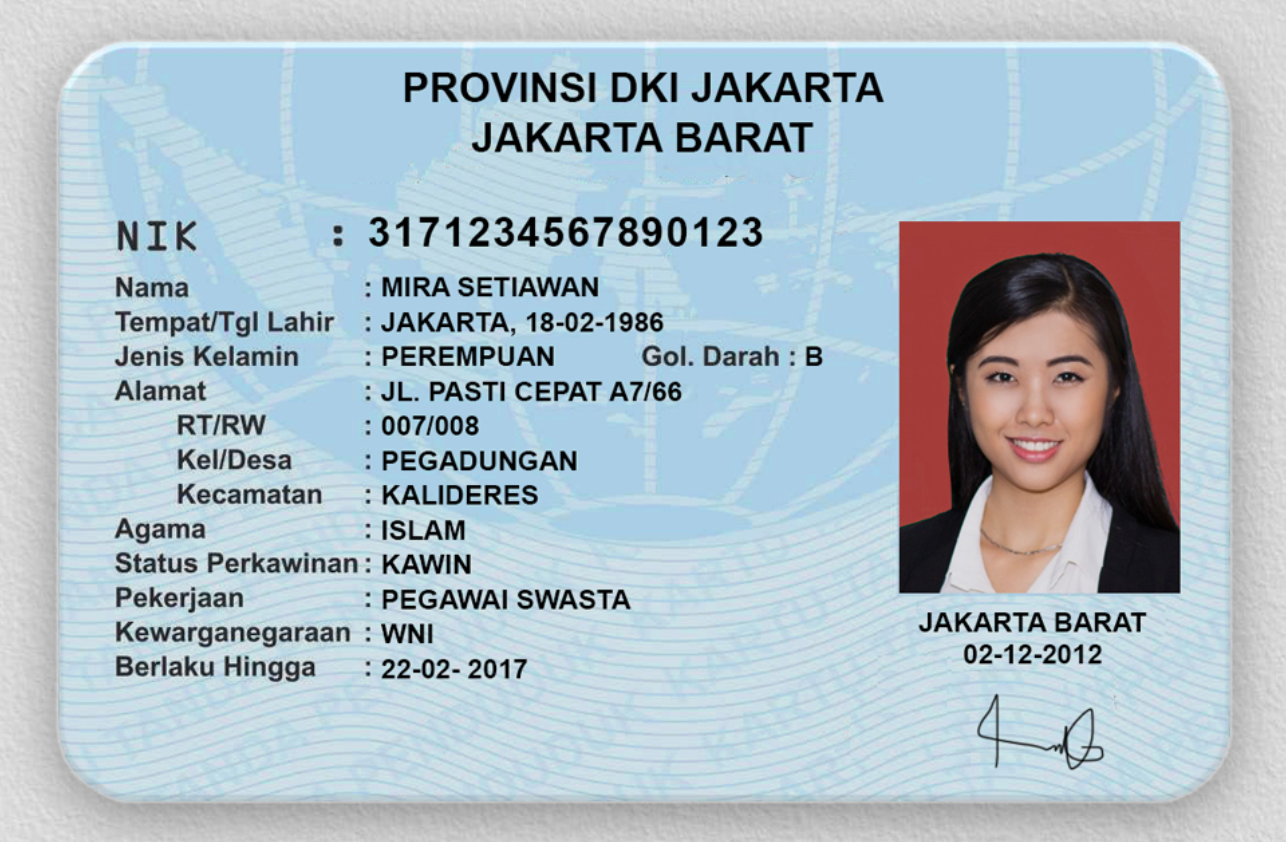 PROVINSI DKI JAKARTA
JAKARTA BARAT
NIK : 3171234567890123
Nama : MIRA SETIAWAN
Tempat/Tgl Lahir : JAKARTA, 18-02-1986
Jenis Kelamin : PEREMPUAN Gol. Darah : B
Alamat : JL. PASTI CEPAT A7/66
RT/RW : 007/008
Kel/Desa : PEGADUNGAN
Kecamatan : KALIDERES
Agama : ISLAM
Status Perkawinan : KAWIN
Pekerjaan : PEGAWAI SWASTA
Kewarganegaraan : WNI
Berlaku Hingga : 22-02- 2017
JAKARTA BARAT
02-12-2012